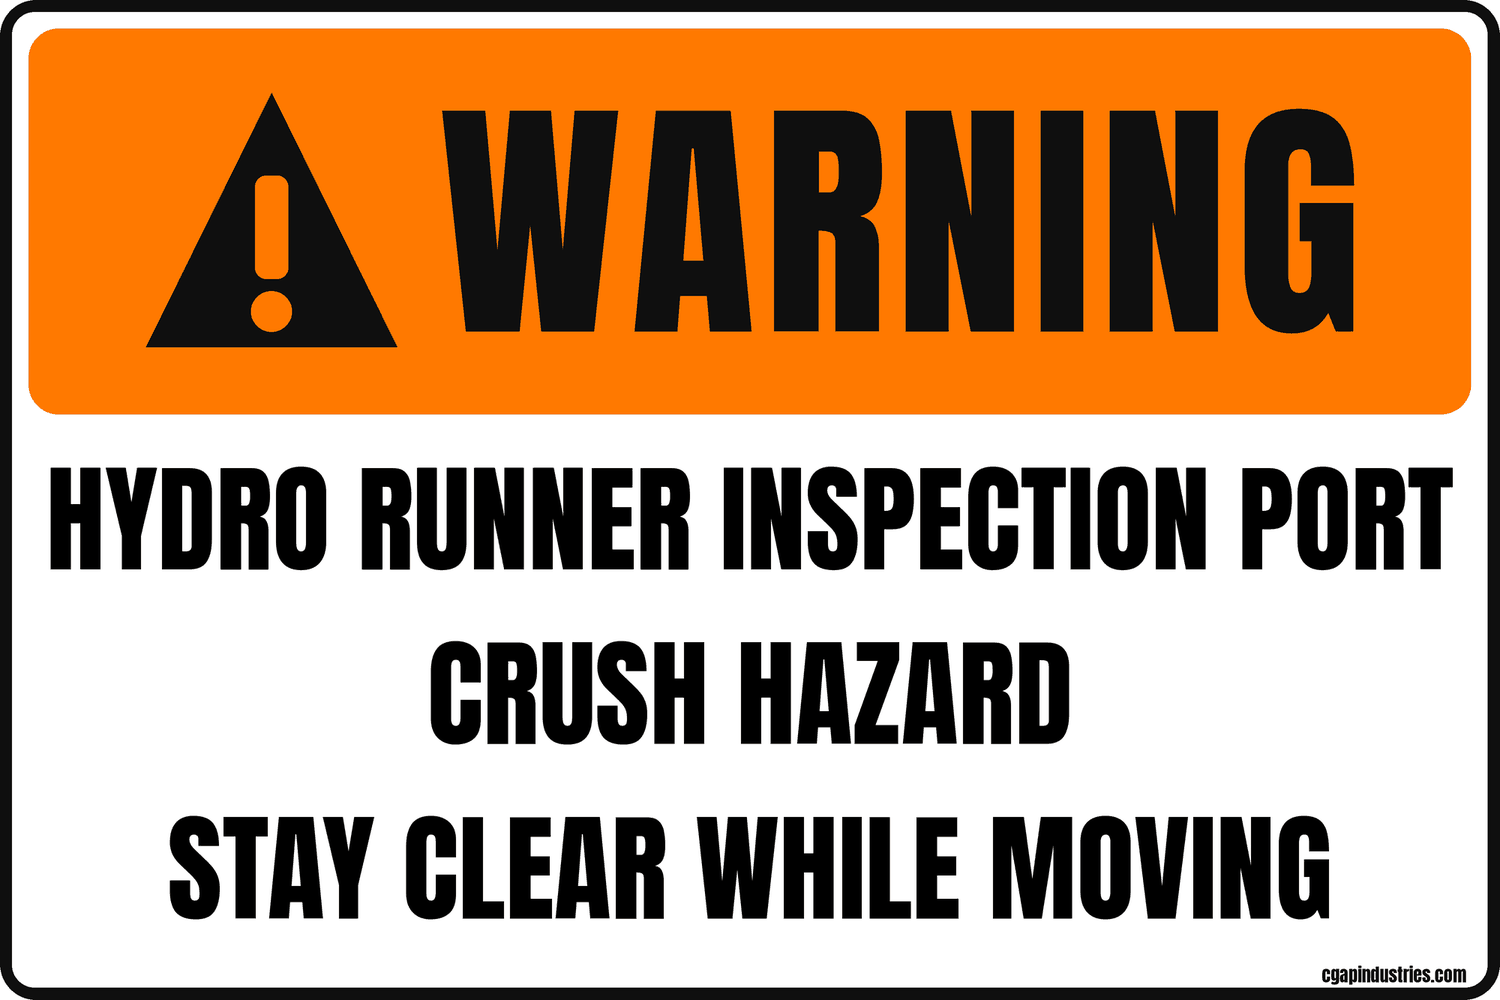 WARNING
HYDRO RUNNER INSPECTION PORT
CRUSH HAZARD
STAY CLEAR WHILE MOVING
cgapindustries.com